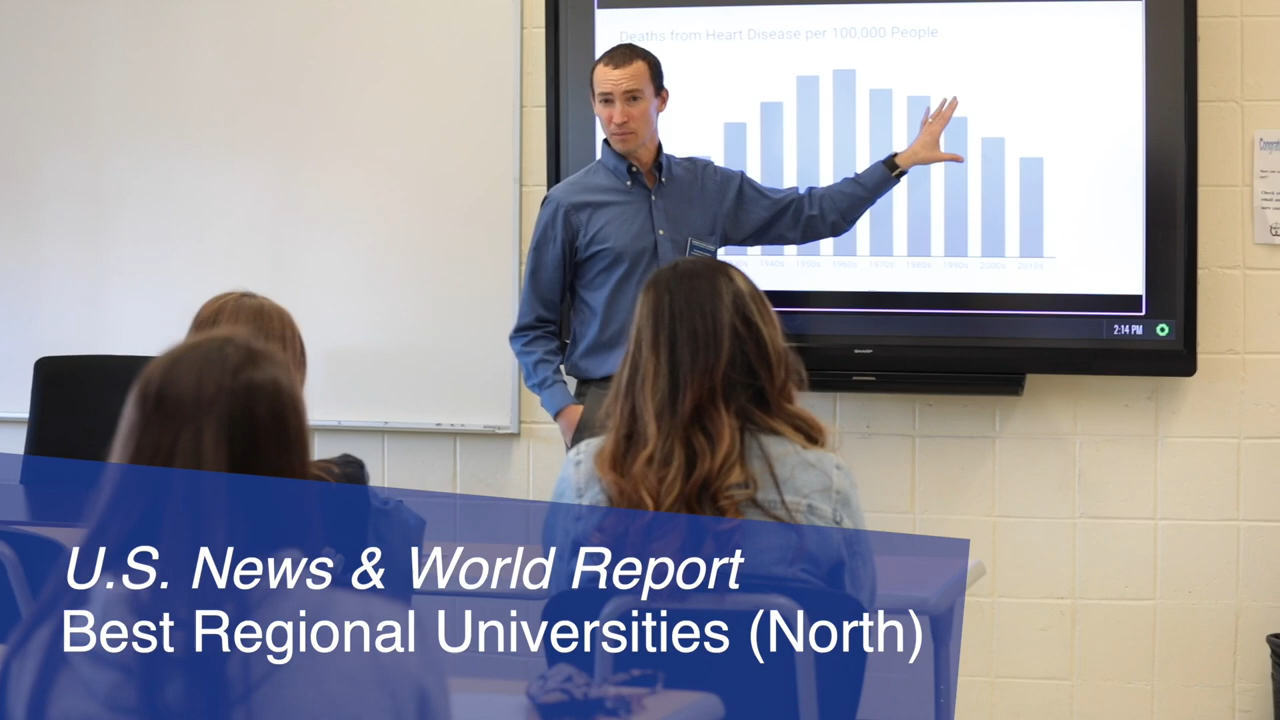 Deaths from Heart Disease per 100,000 People
1940s 1950s 1960s 1970s 1980s 1990s 2000s 2010s
2:14 PM
SHARP
U.S. News & World Report
Best Regional Universities (North)